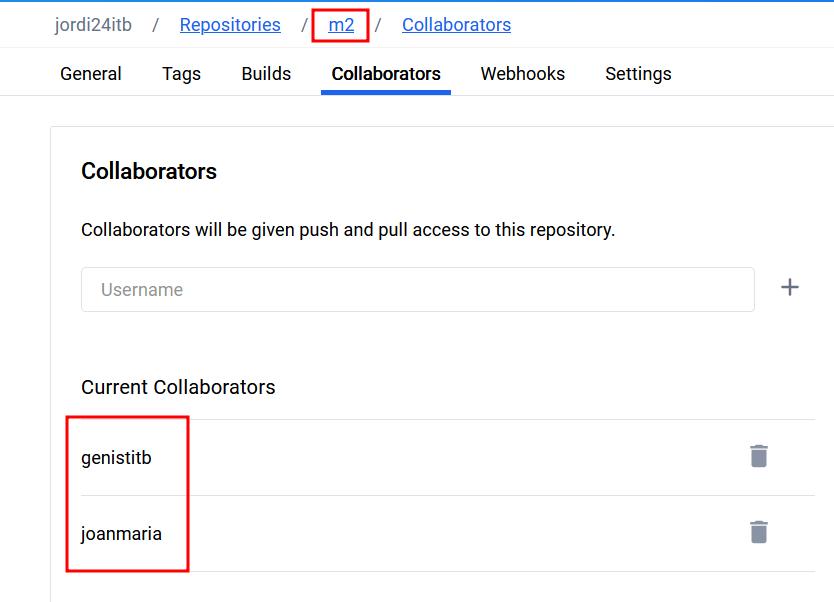 jordi24itb / Repositories / m2 / Collaborators
General Tags Builds Collaborators Webhooks Settings
Collaborators
Collaborators will be given push and pull access to this repository.
Username +
Current Collaborators
genistitb
joanmaria